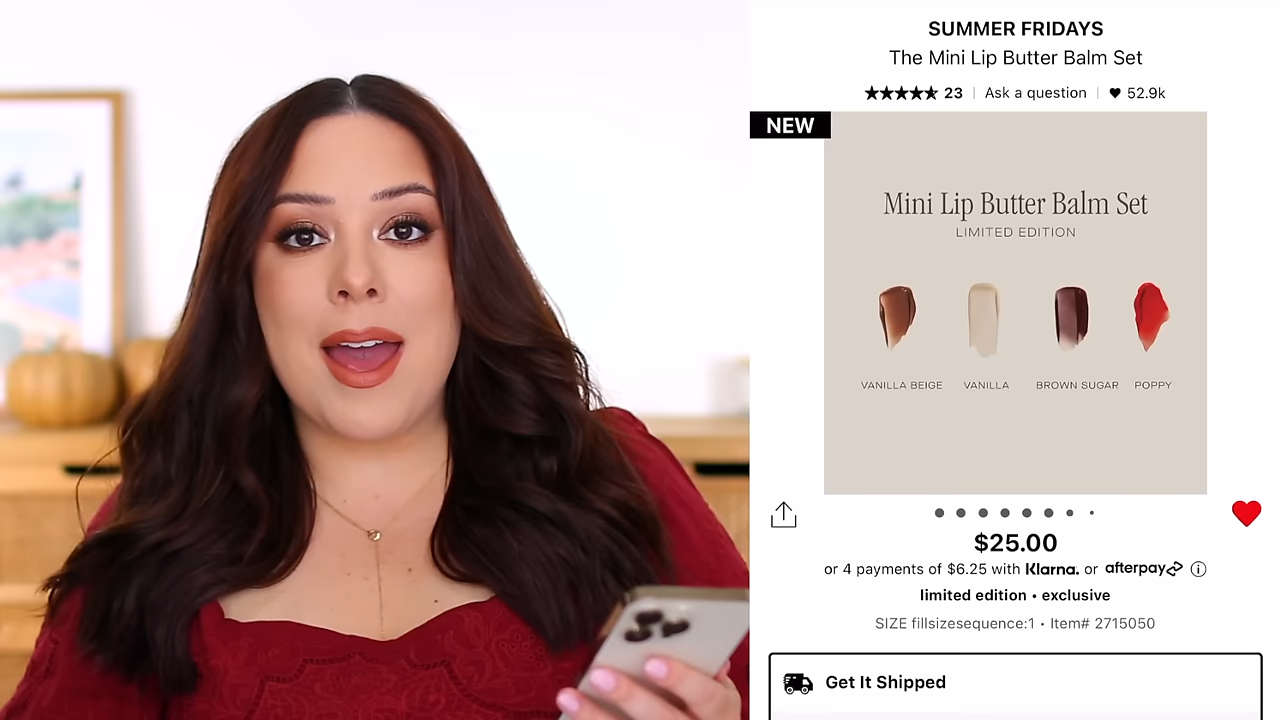 SUMMER FRIDAYS
The Mini Lip Butter Balm Set
23 | Ask a question | 52.9k
NEW
Mini Lip Butter Balm Set
LIMITED EDITION
VANILLA BEIGE VANILLA BROWN SUGAR POPPY
$25.00
or 4 payments of $6.25 with Klarna. or afterpay
limited edition • exclusive
SIZE fillsizesequence:1 • Item# 2715050
Get It Shipped